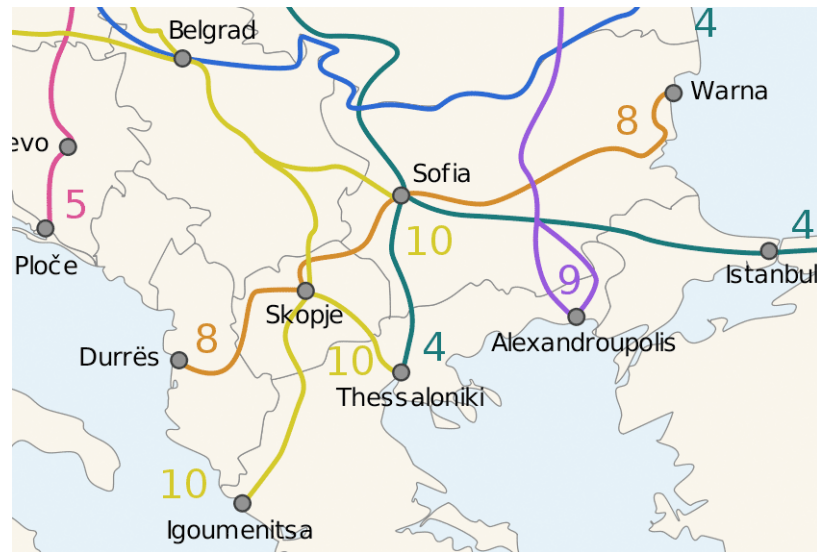 Belgrad
4
Warna
8
evo
Sofia
5
10
4
Ploče
Istanbul
9
Skopje
8
Durrës
10
4
Alexandroupolis
Thessaloniki
10
Igoumenitsa